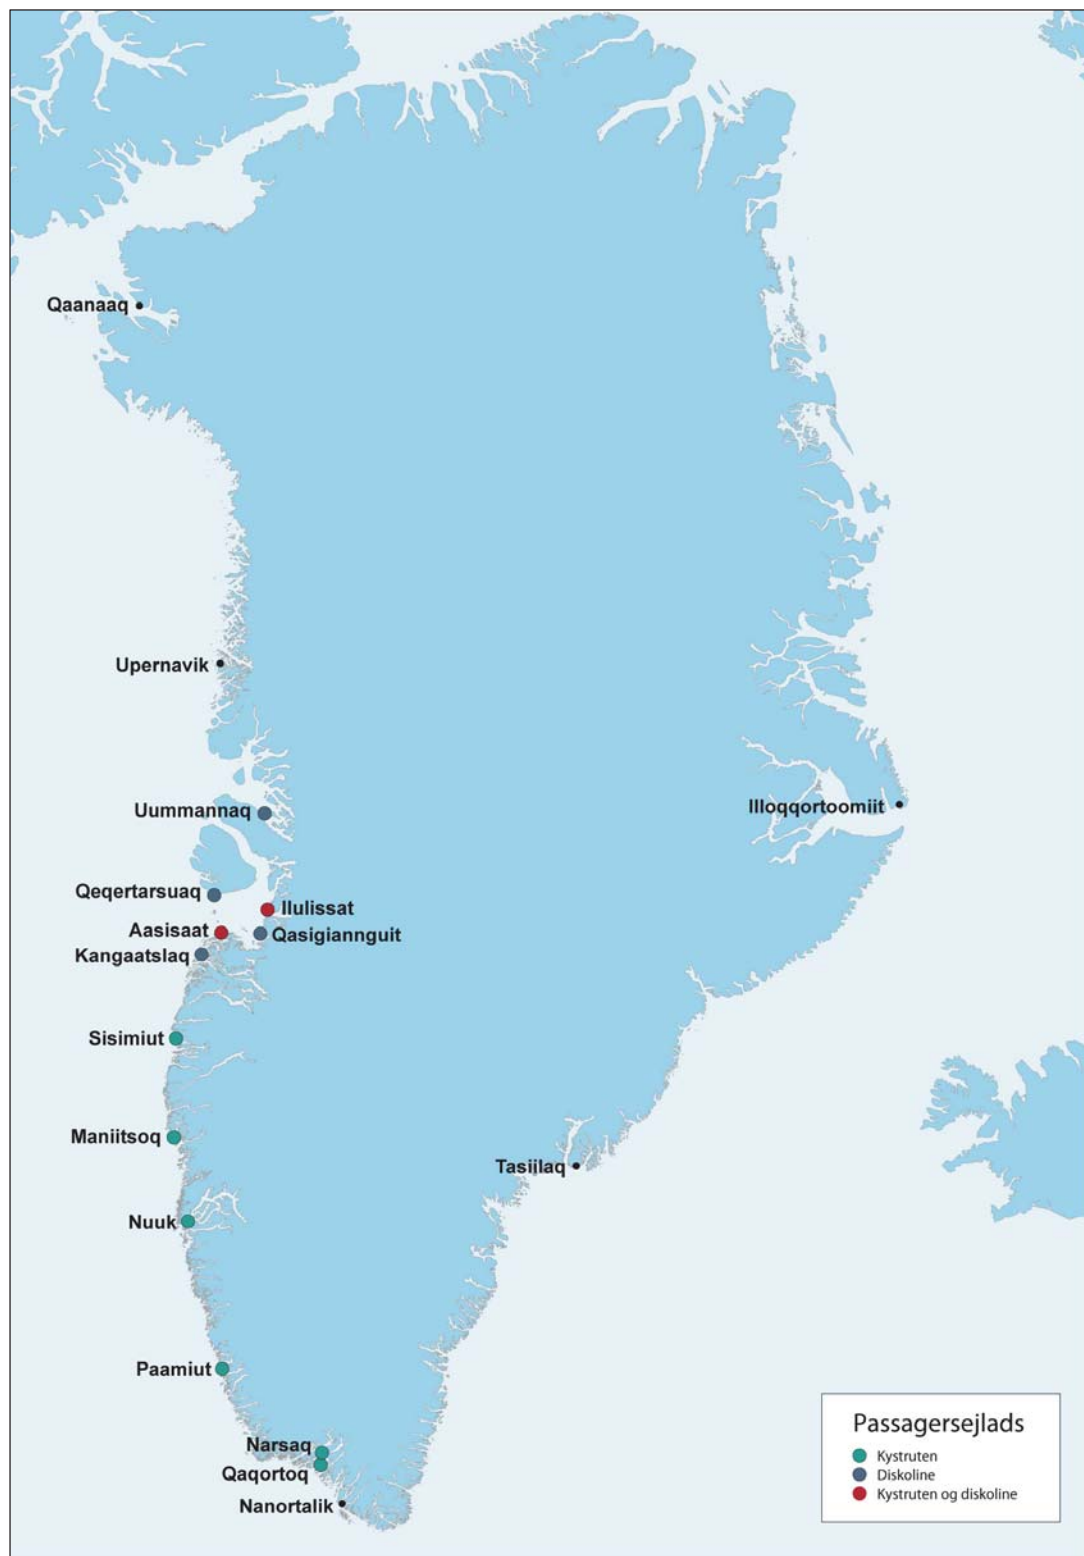 Qaanaaq
Upernavik
Uummannaq
Illoqqortoomiit
Qeqertarsuaq
Ilulissat
Aasisaat
Qasigiannguit
Kangaatslaq
Sisimiut
Maniitsoq
Tasiilaq
Nuuk
Paamiut
Narsaq
Qaqortoq
Nanortalik
Passagersejlads
Kystruten
Diskoline
Kystruten og diskoline